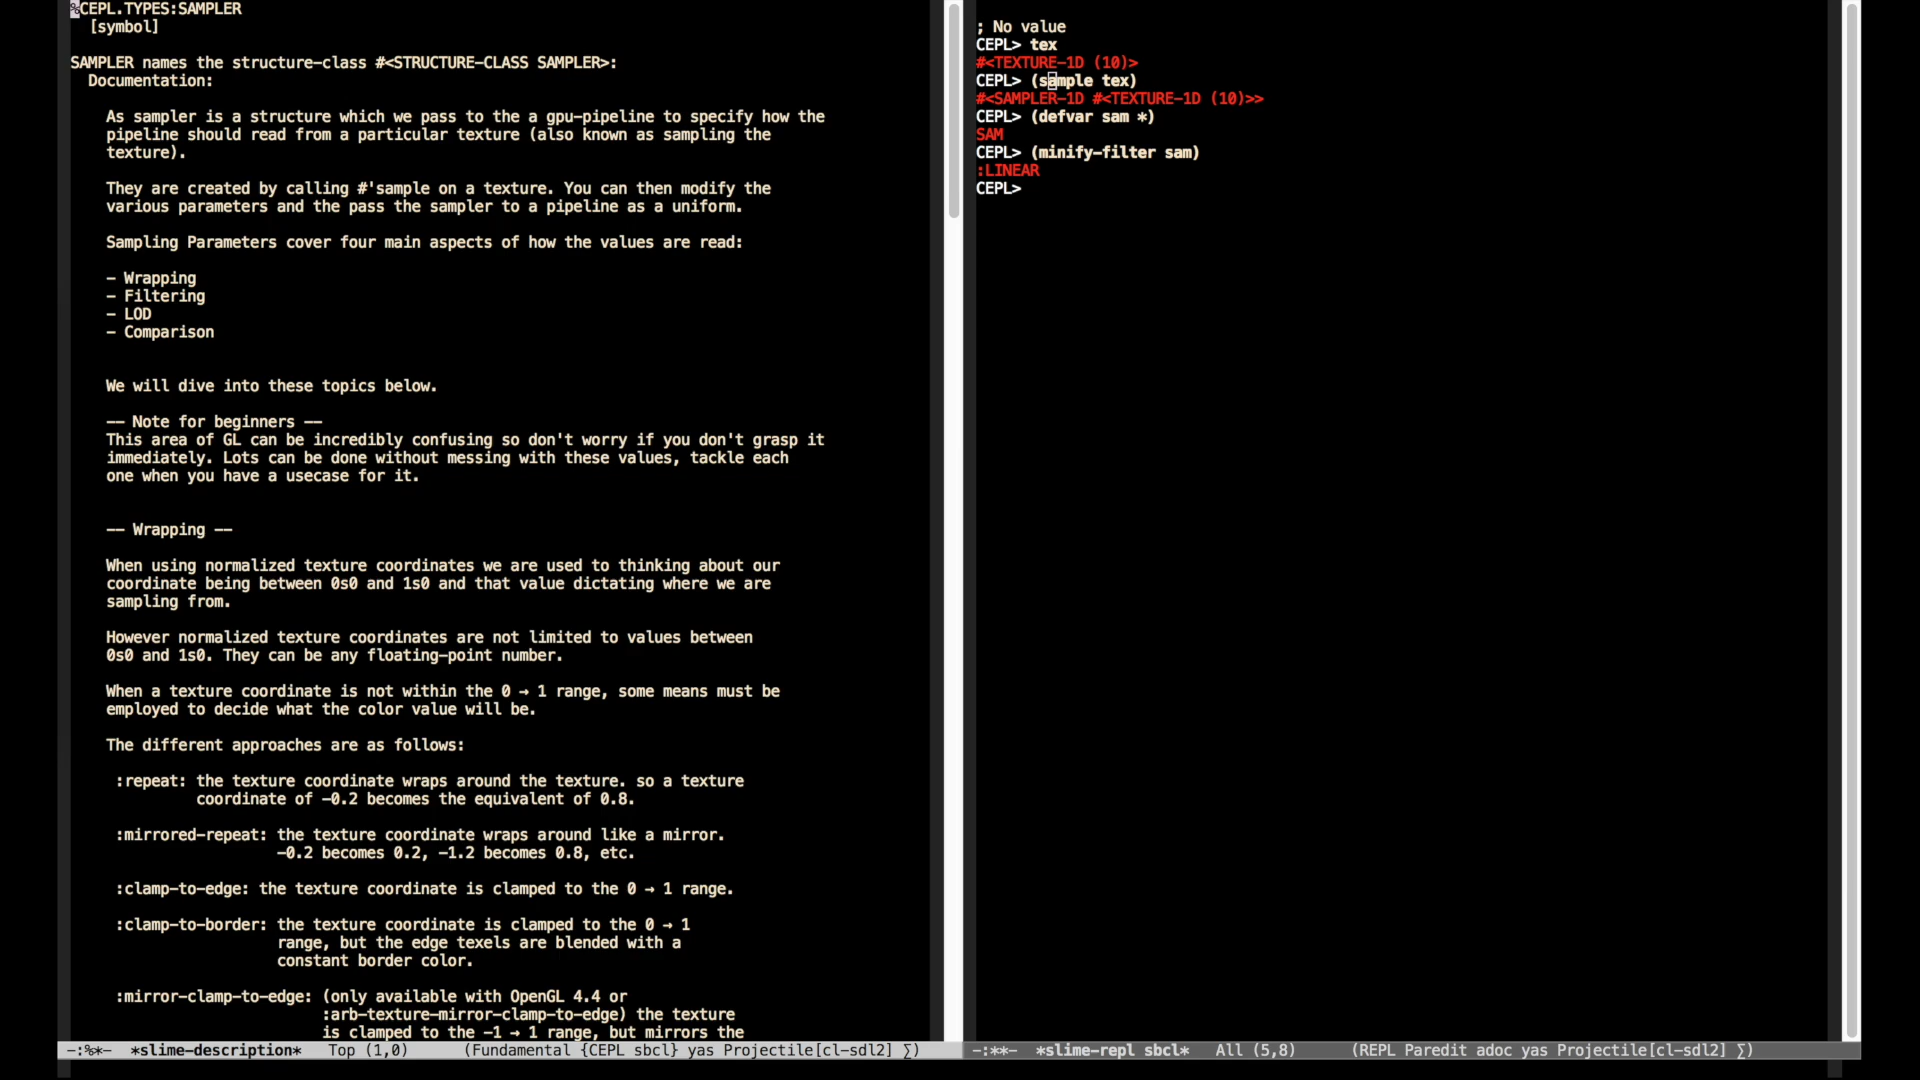 %CEPL.TYPES:SAMPLER
[symbol]
SAMPLER names the structure-class #<STRUCTURE-CLASS SAMPLER>:
Documentation:
As sampler is a structure which we pass to the a gpu-pipeline to specify how the
pipeline should read from a particular texture (also known as sampling the
texture).
They are created by calling #'sample on a texture. You can then modify the
various parameters and the pass the sampler to a pipeline as a uniform.
Sampling Parameters cover four main aspects of how the values are read:
- Wrapping
- Filtering
- LOD
- Comparison
We will dive into these topics below.
-- Note for beginners --
This area of GL can be incredibly confusing so don't worry if you don't grasp it
immediately. Lots can be done without messing with these values, tackle each
one when you have a usecase for it.
-- Wrapping --
When using normalized texture coordinates we are used to thinking about our
coordinate being between 0s0 and 1s0 and that value dictating where we are
sampling from.
However normalized texture coordinates are not limited to values between
0s0 and 1s0. They can be any floating-point number.
When a texture coordinate is not within the 0 → 1 range, some means must be
employed to decide what the color value will be.
The different approaches are as follows:
:repeat: the texture coordinate wraps around the texture. so a texture
coordinate of -0.2 becomes the equivalent of 0.8.
:mirrored-repeat: the texture coordinate wraps around like a mirror.
-0.2 becomes 0.2, -1.2 becomes 0.8, etc.
:clamp-to-edge: the texture coordinate is clamped to the 0 → 1 range.
:clamp-to-border: the texture coordinate is clamped to the 0 → 1
range, but the edge texels are blended with a
constant border color.
:mirror-clamp-to-edge: (only available with OpenGL 4.4 or
:arb-texture-mirror-clamp-to-edge) the texture
is clamped to the -1 → 1 range, but mirrors the
-:%*- *slime-description* Top (1,0) (Fundamental {CEPL sbcl} yas Projectile[cl-sdl2] ∑)
; No value
CEPL> tex
#<TEXTURE-1D (10)>
CEPL> (sample tex)
#<SAMPLER-1D #<TEXTURE-1D (10)>>
CEPL> (defvar sam *)
SAM
CEPL> (minify-filter sam)
:LINEAR
CEPL>
-:**- *slime-repl sbcl* All (5,8) (REPL Paredit adoc yas Projectile[cl-sdl2] ∑)